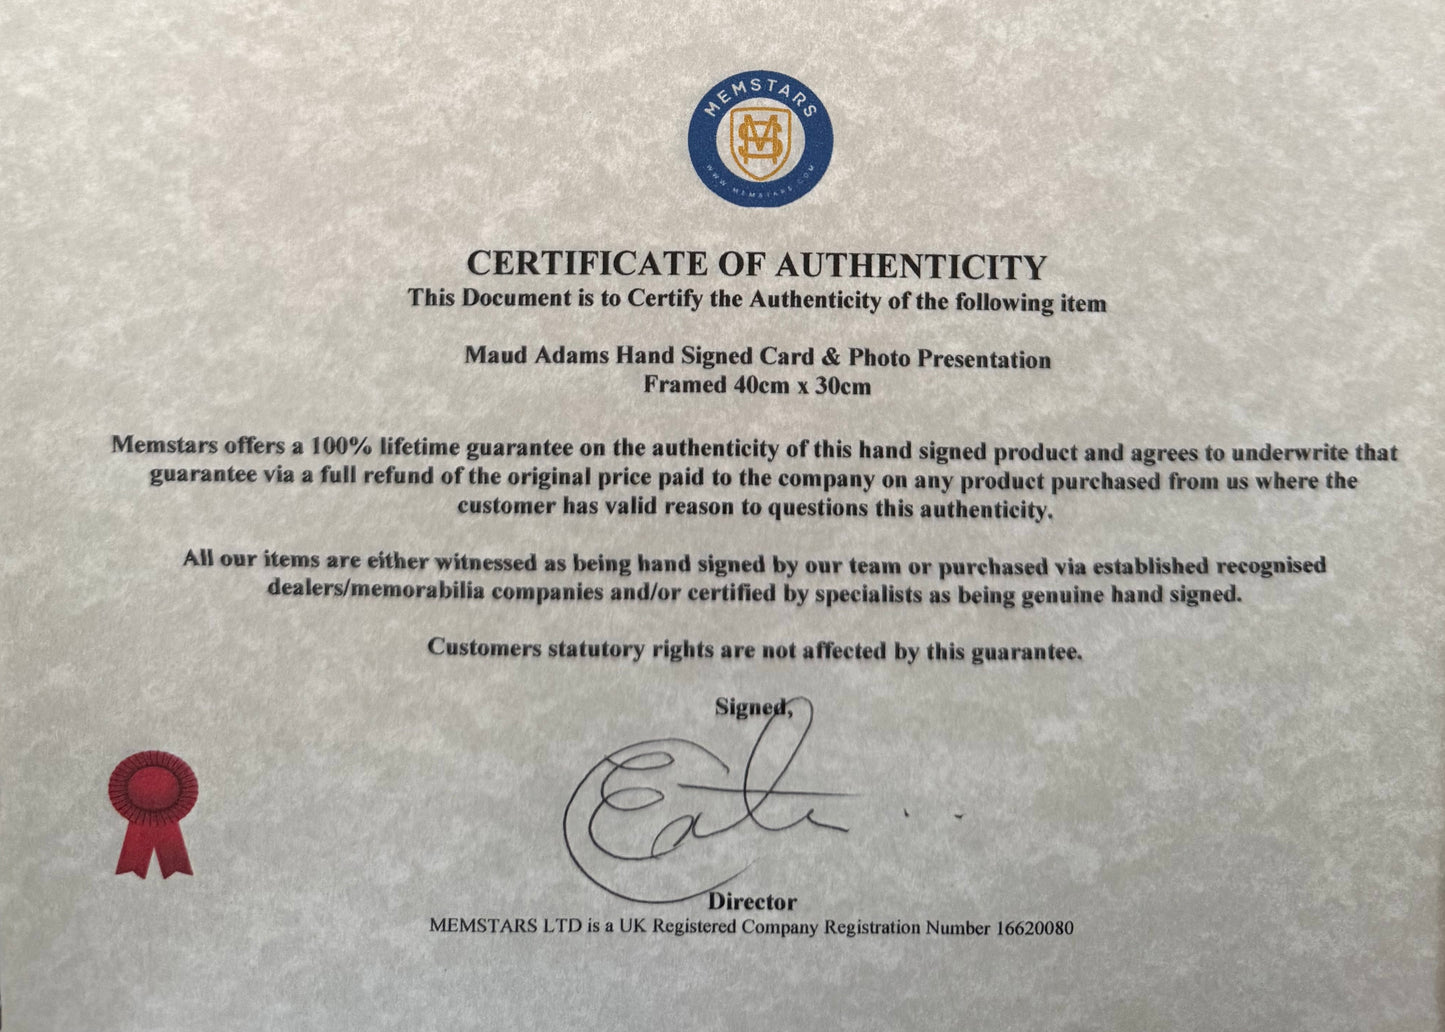 MEMSTARS
MS
WWW.MEMSTARS.COM
CERTIFICATE OF AUTHENTICITY
This Document is to Certify the Authenticity of the following item
Maud Adams Hand Signed Card & Photo Presentation
Framed 40cm x 30cm
Memstars offers a 100% lifetime guarantee on the authenticity of this hand signed product and agrees to underwrite that
guarantee via a full refund of the original price paid to the company on any product purchased from us where the
customer has valid reason to questions this authenticity.
All our items are either witnessed as being hand signed by our team or purchased via established recognised
dealers/memorabilia companies and/or certified by specialists as being genuine hand signed.
Customers statutory rights are not affected by this guarantee.
Signed,
Director
MEMSTARS LTD is a UK Registered Company Registration Number 16620080